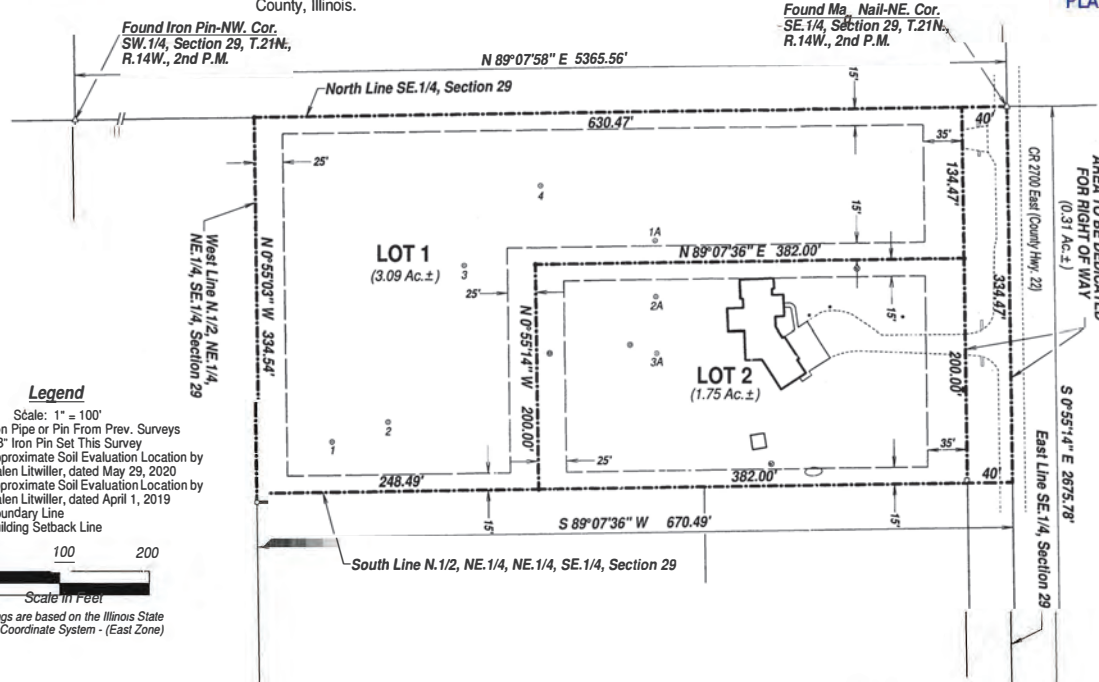 County, Illinois.
Found Iron Pin-NW. Cor.
SW.1/4, Section 29, T.21N.,
R.14W., 2nd P.M.
Found Ma Nail-NE. Cor.
SE.1/4, Section 29, T.21N.,
R.14W., 2nd P.M.
N 89°07'58" E 5365.56'
North Line SE.1/4, Section 29
15'
630.47'
40'
35'
25'
134.47'
CR 2700 East (County Hwy. 22)
AREA TO BE DEDICATED
FOR RIGHT OF WAY
(0.31 Ac.±)
4
1A
15'
N 89°07'36" E 382.00'
LOT 1
(3.09 Ac.±)
3
25'
West Line N.1/2, NE.1/4,
NE.1/4, SE.1/4, Section 29
N 0°55'03" W 334.54'
N 0°55'14" W 200.00'
2A
3A
15'
334.47'
200.00'
LOT 2
(1.75 Ac.±)
S 0°55'14" E 2675.78'
East Line SE.1/4, Section 29
1
2
25'
35'
248.49'
382.00'
40'
15'
15'
S 89°07'36" W 670.49'
South Line N.1/2, NE.1/4, NE.1/4, SE.1/4, Section 29
Legend
Scale: 1" = 100'
on Pipe or Pin From Prev. Surveys
8" Iron Pin Set This Survey
proximate Soil Evaluation Location by
alen Litwiller, dated May 29, 2020
proximate Soil Evaluation Location by
alen Litwiller, dated April 1, 2019
oundary Line
ilding Setback Line
100 200
Scale in Feet
gs are based on the Illinois State
Coordinate System - (East Zone)